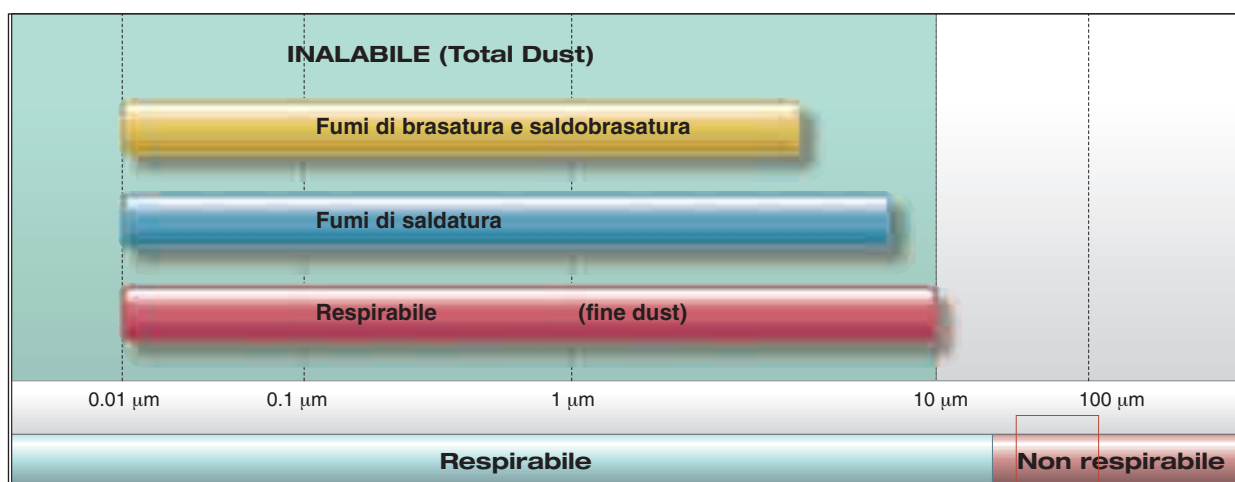 INALABILE (Total Dust)
Fumi di brasatura e saldobrasatura
Fumi di saldatura
Respirabile (fine dust)
0.01 µm 0.1 µm 1 µm 10 µm 100 µm
Respirabile Non respirabile